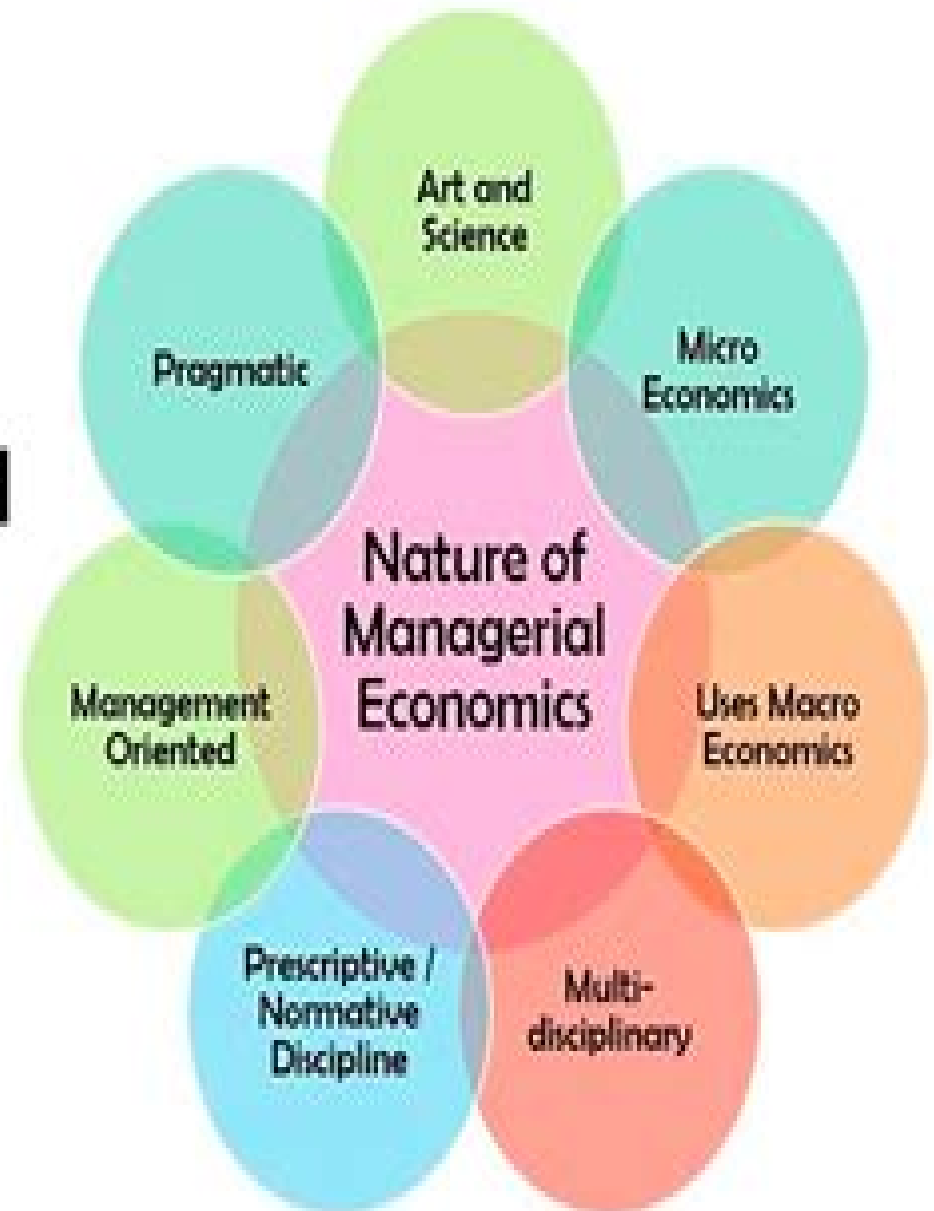 Art and
Science
Pragmatic
Micro
Economics
Nature of
Managerial
Economics
Management
Oriented
Uses Macro
Economics
Prescriptive /
Normative
Discipline
Multi-
disciplinary